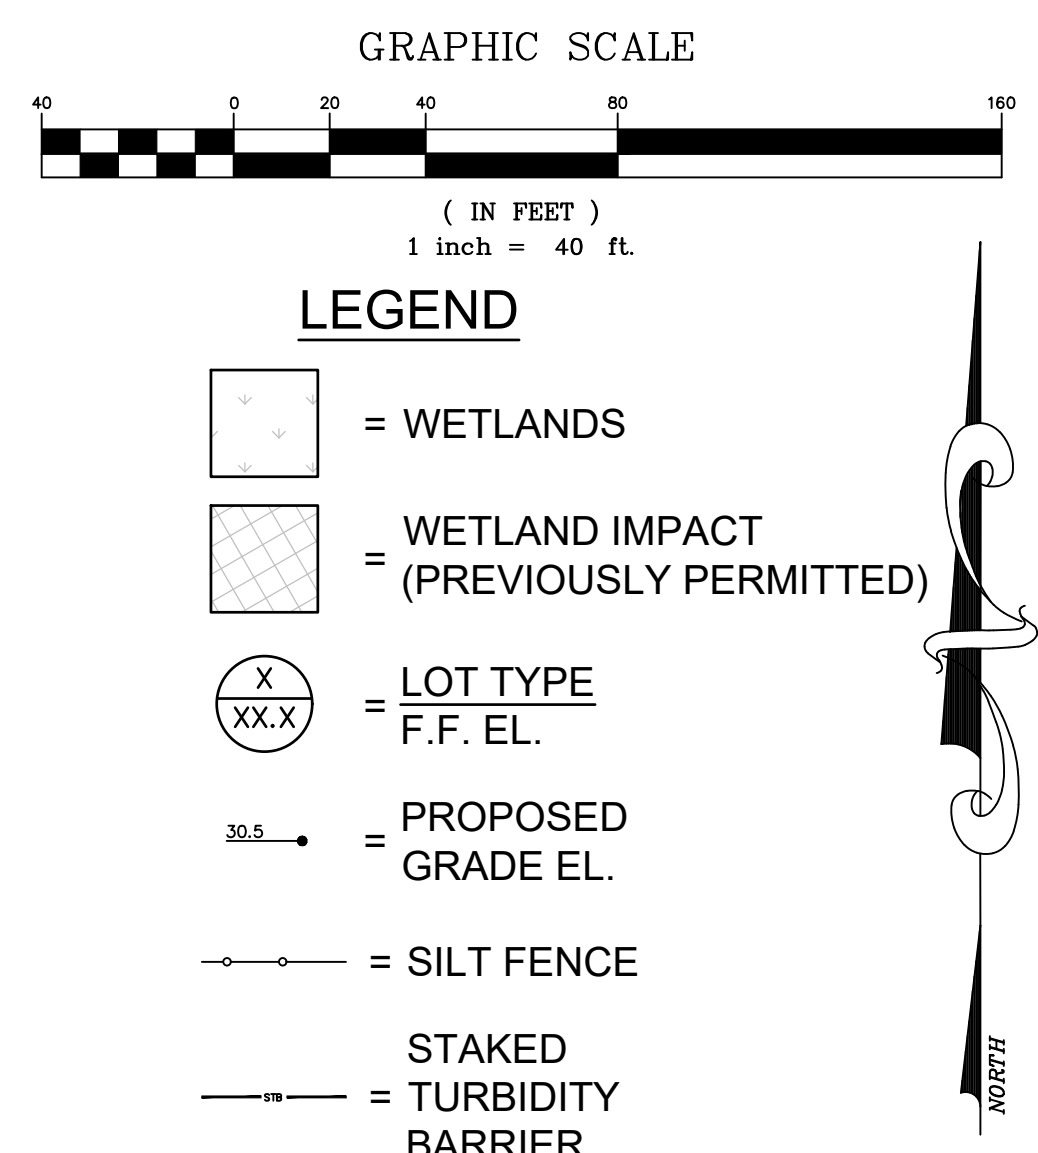 GRAPHIC SCALE
40 0 20 40 80 160
( IN FEET )
1 inch = 40 ft.
LEGEND
= WETLANDS
= WETLAND IMPACT
(PREVIOUSLY PERMITTED)
X
XX.X
= LOT TYPE
F.F. EL.
30.5
= PROPOSED
GRADE EL.
= SILT FENCE
STB
= STAKED
TURBIDITY
BARRIER
NORTH